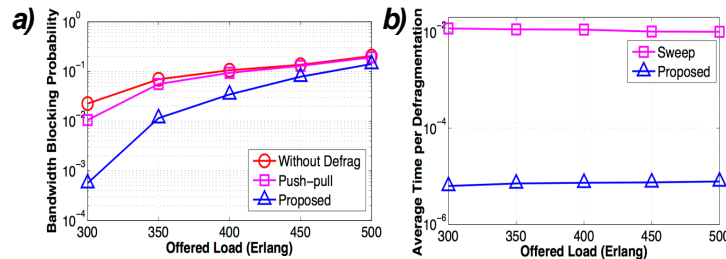 a)
Bandwidth Blocking Probability
10^0
10^-1
10^-2
10^-3
10^-4
Without Defrag
Push-pull
Proposed
300 350 400 450 500
Offered Load (Erlang)
b)
Average Time per Defragmentation
10^-2
10^-4
10^-6
Sweep
Proposed
300 350 400 450 500
Offered Load (Erlang)